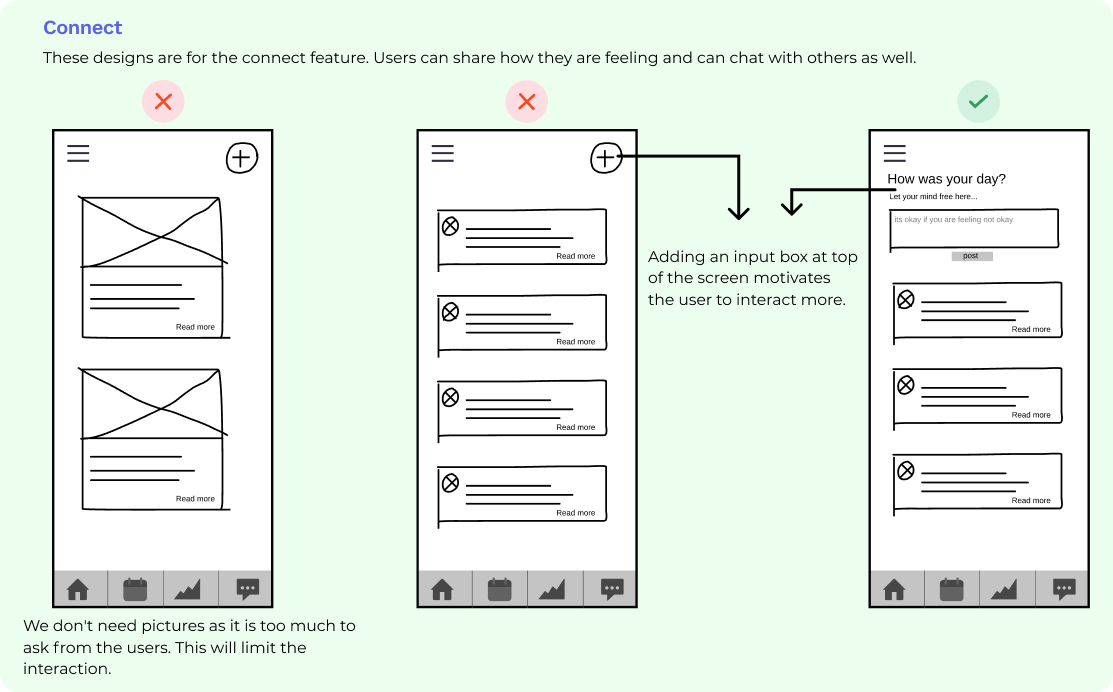 Connect
These designs are for the connect feature. Users can share how they are feeling and can chat with others as well.
Read more
Read more
We don't need pictures as it is too much to
ask from the users. This will limit the
interaction.
Read more
Read more
Read more
Read more
Adding an input box at top
of the screen motivates
the user to interact more.
How was your day?
Let your mind free here...
its okay if you are feeling not okay
post
Read more
Read more
Read more